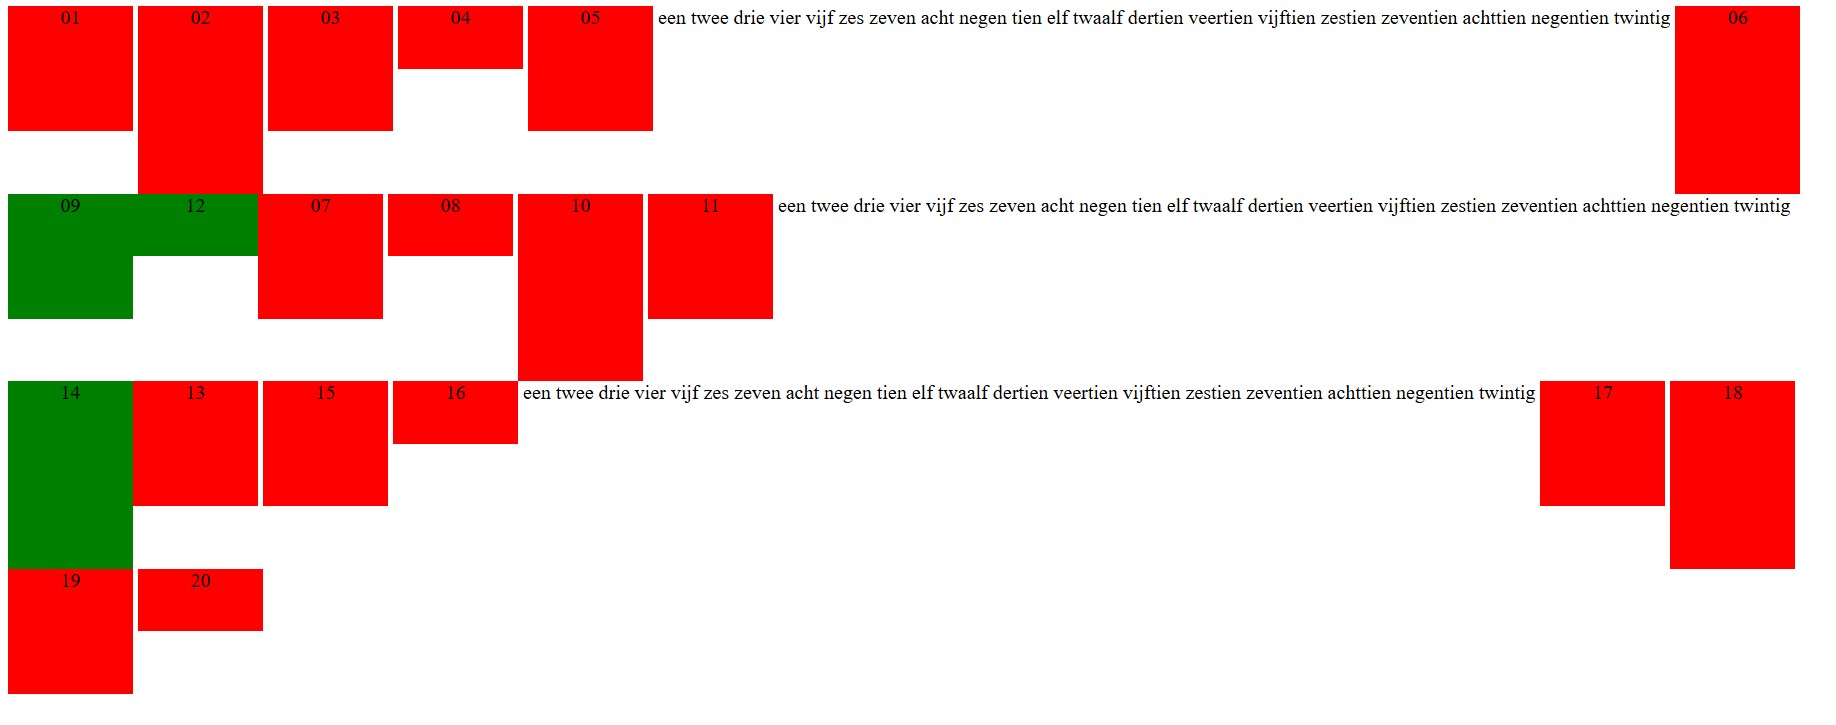 01 02 03 04 05 een twee drie vier vijf zes zeven acht negen tien elf twaalf dertien veertien vijftien zestien zeventien achttien negentien twintig 06
09 12 07 08 10 11 een twee drie vier vijf zes zeven acht negen tien elf twaalf dertien veertien vijftien zestien zeventien achttien negentien twintig
14 13 15 16 een twee drie vier vijf zes zeven acht negen tien elf twaalf dertien veertien vijftien zestien zeventien achttien negentien twintig 17 18
19 20